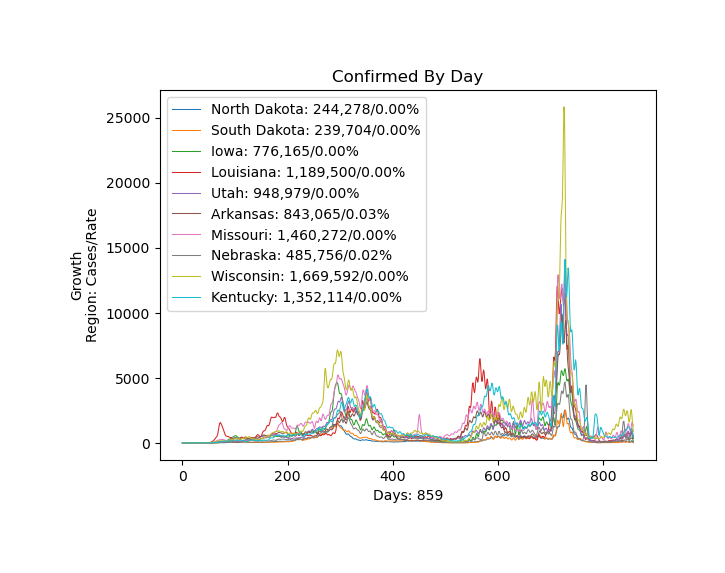 Confirmed By Day
Growth
Region: Cases/Rate
25000
20000
15000
10000
5000
0
North Dakota: 244,278/0.00%
South Dakota: 239,704/0.00%
Iowa: 776,165/0.00%
Louisiana: 1,189,500/0.00%
Utah: 948,979/0.00%
Arkansas: 843,065/0.03%
Missouri: 1,460,272/0.00%
Nebraska: 485,756/0.02%
Wisconsin: 1,669,592/0.00%
Kentucky: 1,352,114/0.00%
0 200 400 600 800
Days: 859